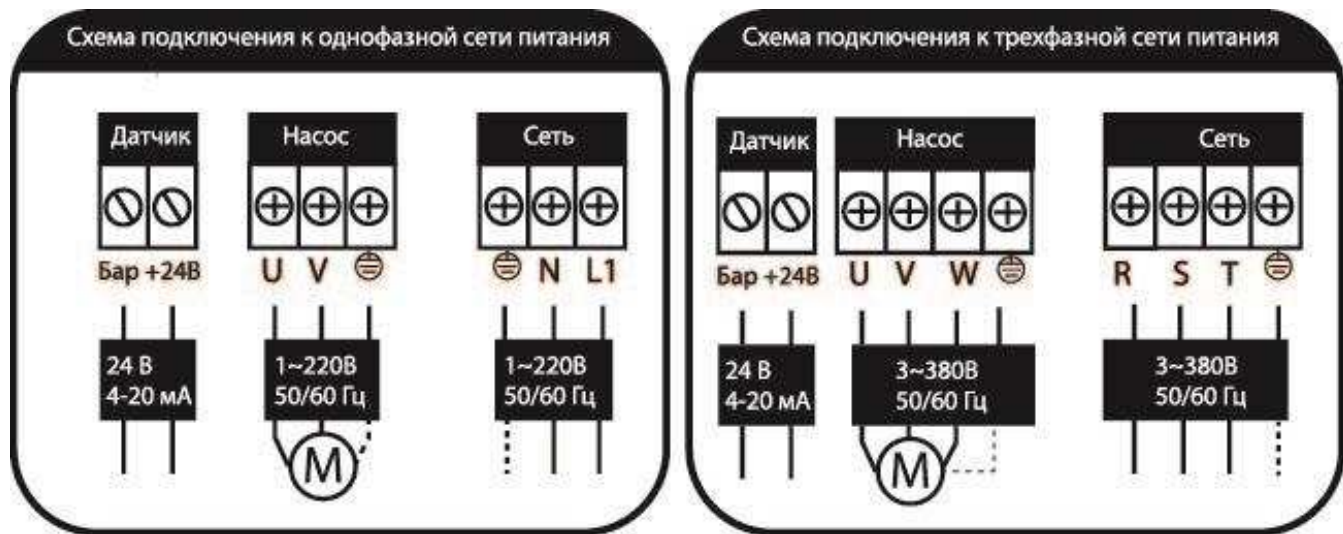 Схема подключения к однофазной сети питания
Датчик Насос Сеть
Бар +24В U V N L1
24 В
4-20 мА
1~220В
50/60 Гц
1~220В
50/60 Гц
M
Схема подключения к трехфазной сети питания
Датчик Насос Сеть
Бар +24В U V W R S T
24 В
4-20 мА
3~380В
50/60 Гц
3~380В
50/60 Гц
M